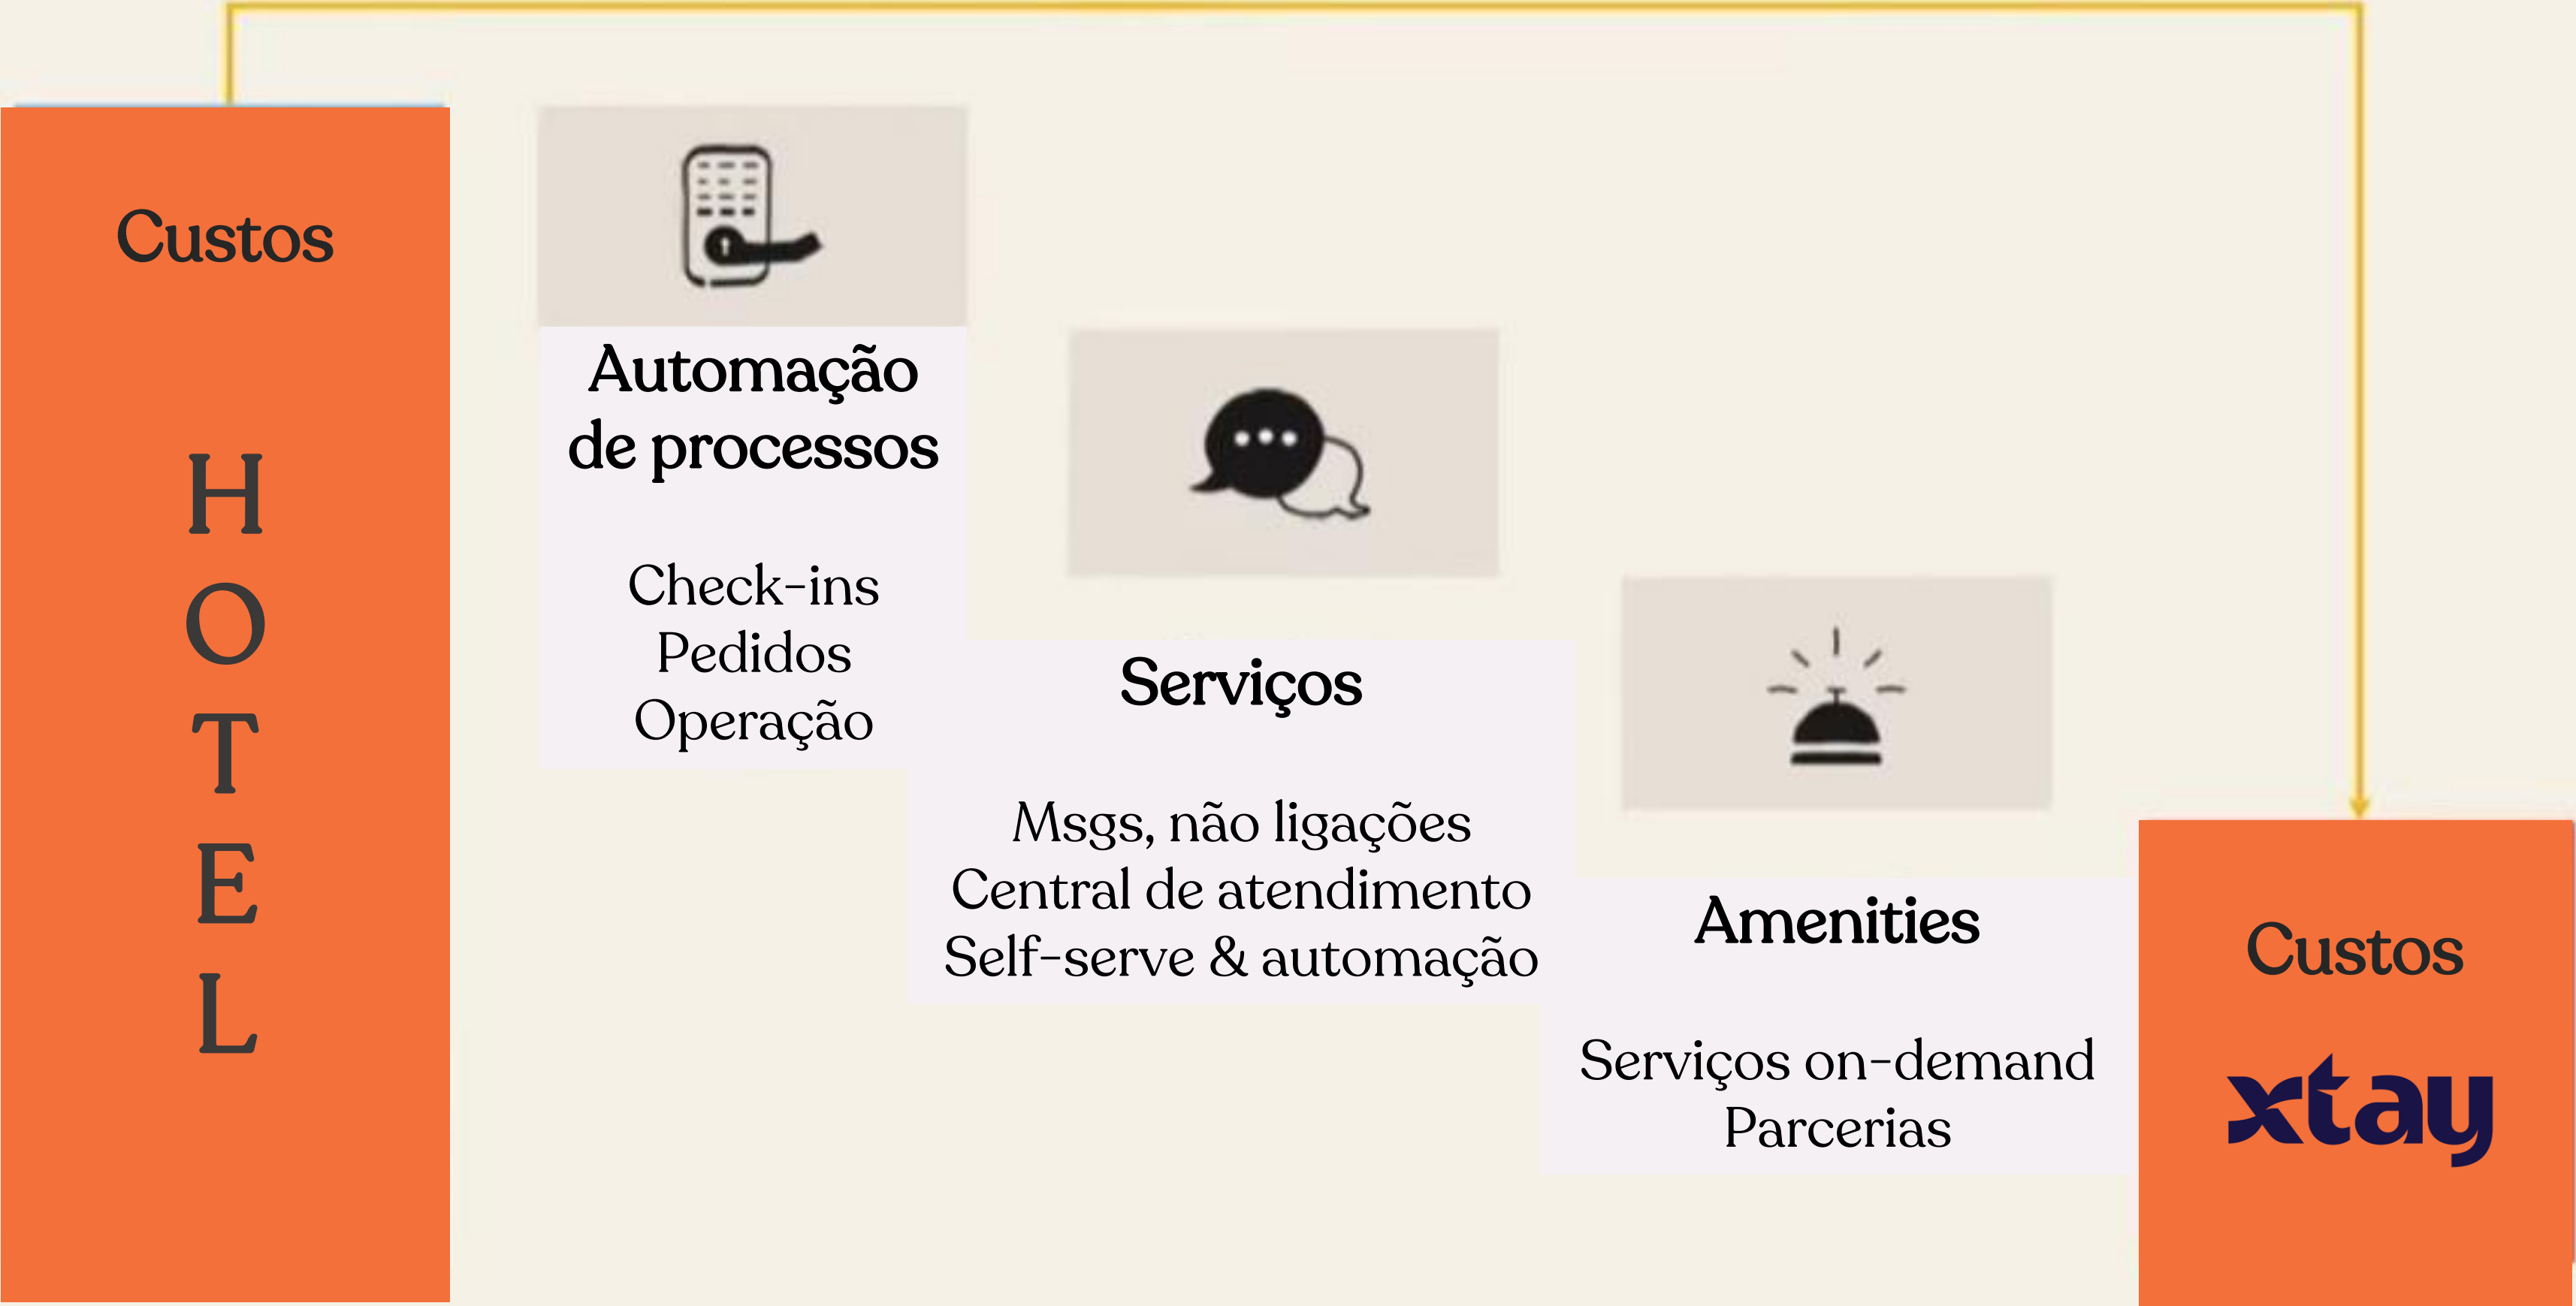 Custos
HOTEL
Automação
de processos
Check-ins
Pedidos
Operação
Serviços
Msgs, não ligações
Central de atendimento
Self-serve & automação
Amenities
Serviços on-demand
Parcerias
Custos
xtay